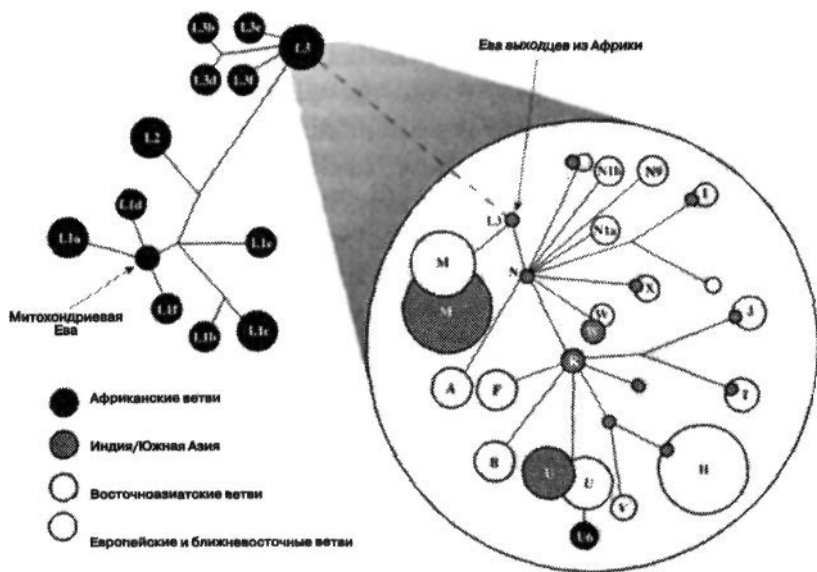 L3b
L3e
L3
L3d
L3f
Ева выходцев из Африки
L2
L1d
L1a
L1e
L1f
L1b
L1c
Митохондриевая
Ева
N1b
N9
I
L3
N1a
M
N
X
M
W
W
J
A
F
B
U
U
H
V
U6
Африканские ветви
Индия/Южная Азия
Восточноазиатские ветви
Европейские и ближневосточные ветви